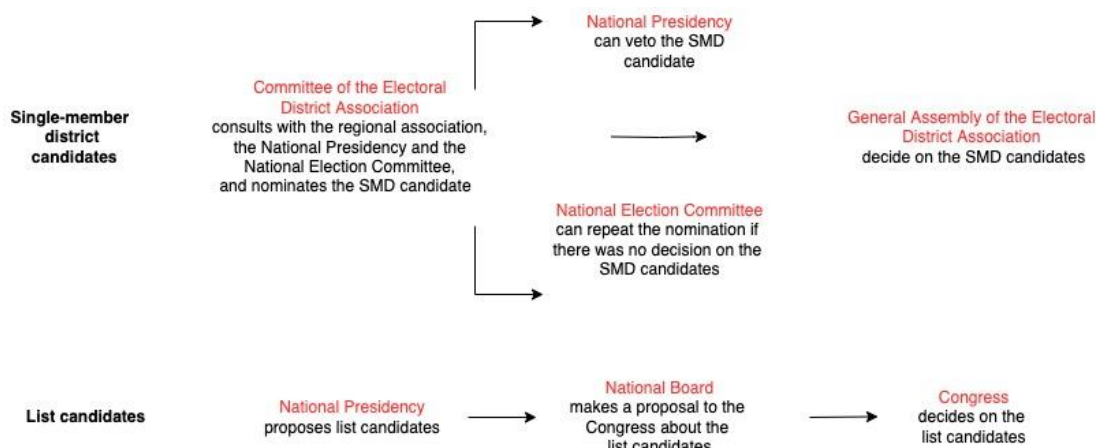 National Presidency
can veto the SMD
candidate
Single-member
district
candidates
Committee of the Electoral
District Association
consults with the regional association,
the National Presidency and the
National Election Committee,
and nominates the SMD candidate
General Assembly of the Electoral
District Association
decide on the SMD candidates
National Election Committee
can repeat the nomination if
there was no decision on the
SMD candidates
List candidates
National Presidency
proposes list candidates
National Board
makes a proposal to the
Congress about the
list candidates
Congress
decides on the
list candidates